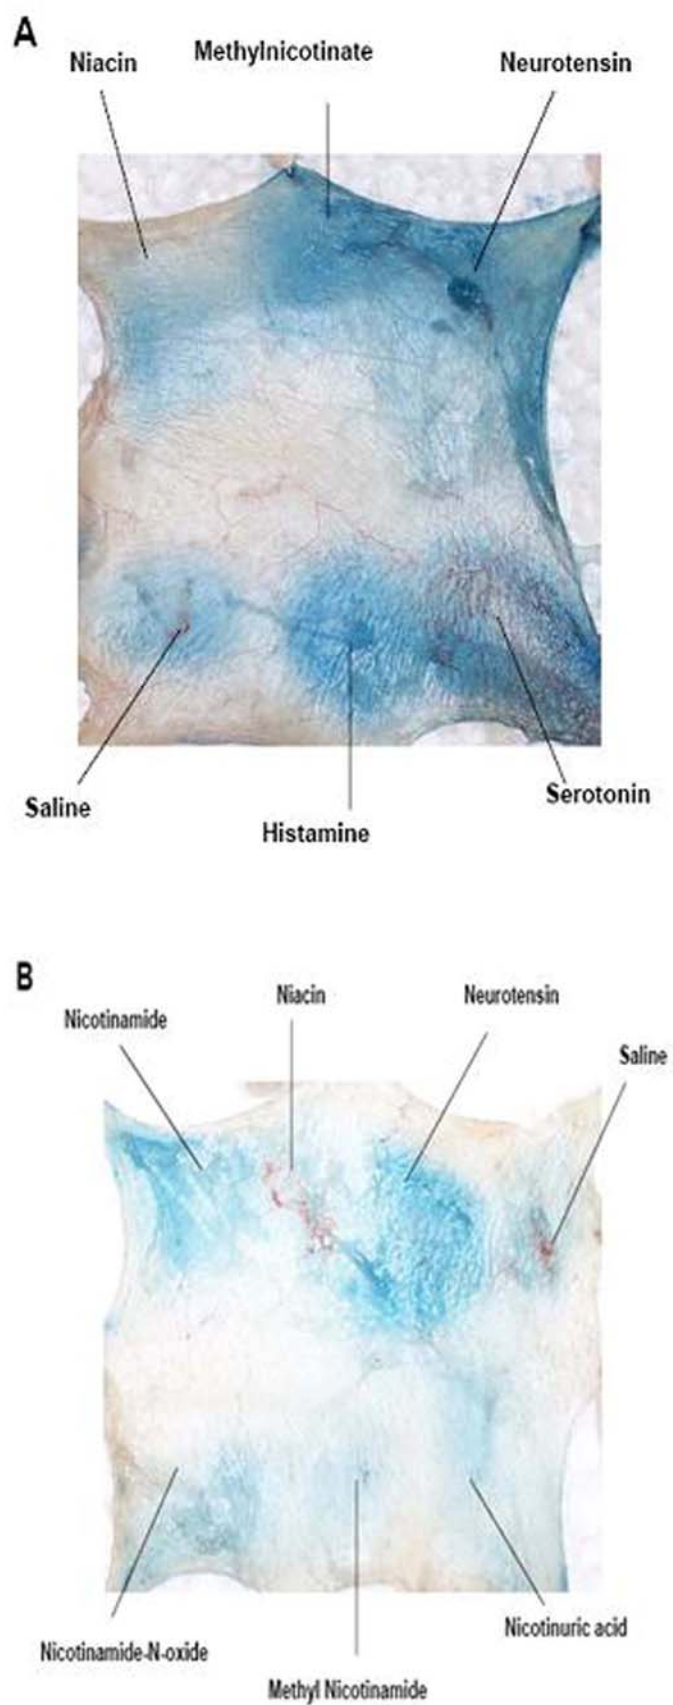 A
Niacin
Methylnicotinate
Neurotensin
Saline
Histamine
Serotonin
B
Nicotinamide
Niacin
Neurotensin
Saline
Nicotinamide-N-oxide
Methyl Nicotinamide
Nicotinuric acid